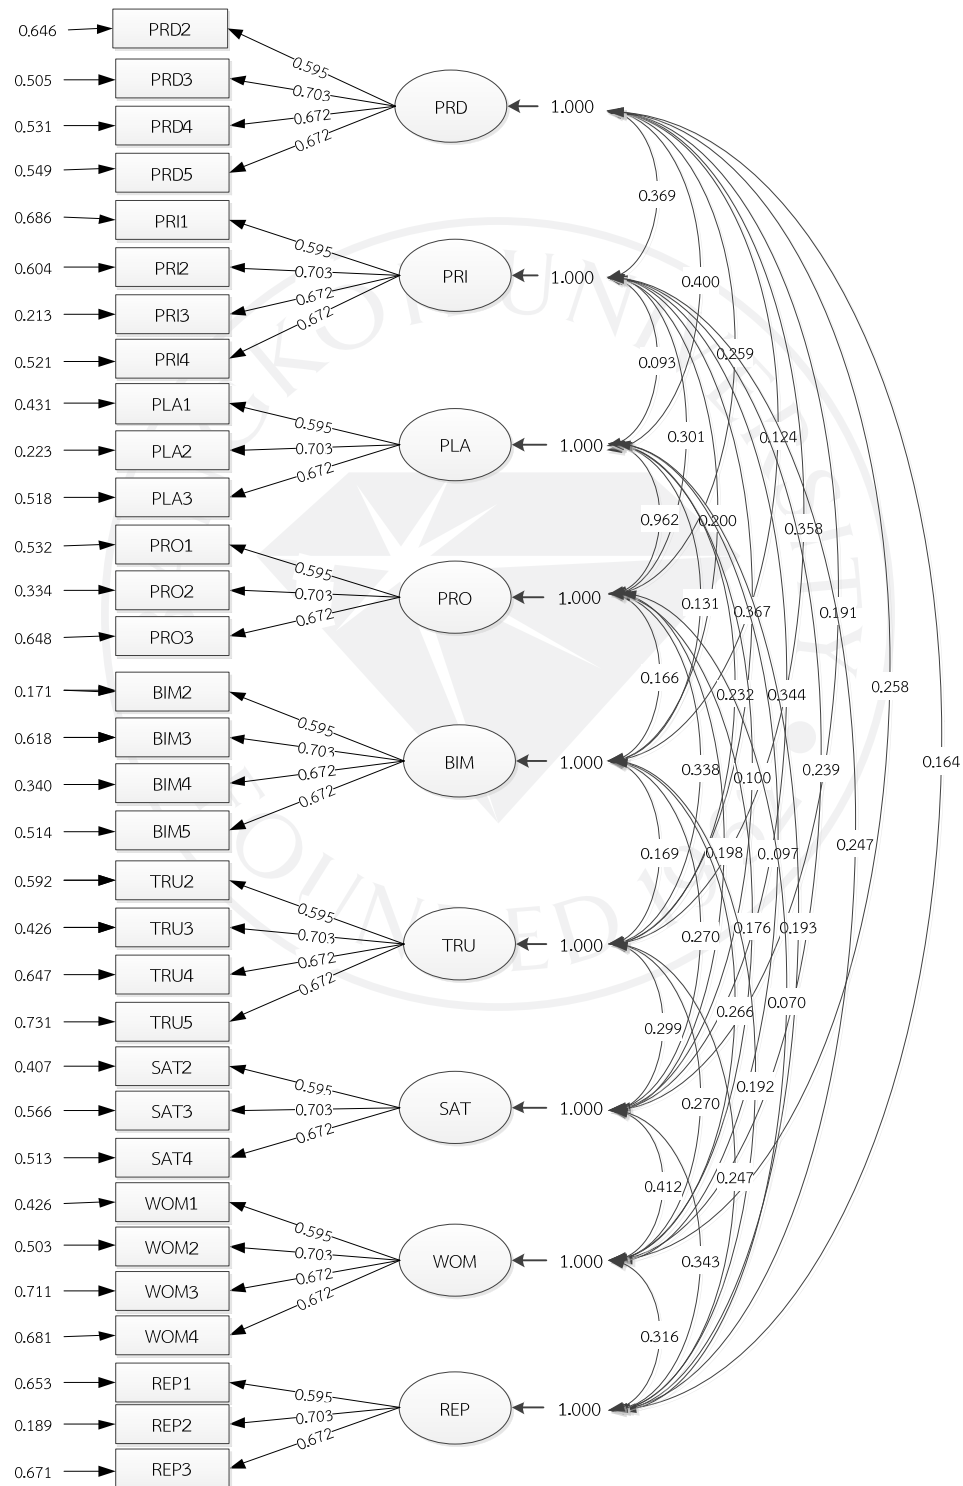 0.646 PRD2 0.595
0.505 PRD3 0.703
0.531 PRD4 0.672
0.549 PRD5 0.672
PRD 1.000
0.686 PRI1 0.595
0.604 PRI2 0.703
0.213 PRI3 0.672
0.521 PRI4 0.672
PRI 1.000
0.431 PLA1 0.595
0.223 PLA2 0.703
0.518 PLA3 0.672
PLA 1.000
0.532 PRO1 0.595
0.334 PRO2 0.703
0.648 PRO3 0.672
PRO 1.000
0.171 BIM2 0.595
0.618 BIM3 0.703
0.340 BIM4 0.672
0.514 BIM5 0.672
BIM 1.000
0.592 TRU2 0.595
0.426 TRU3 0.703
0.647 TRU4 0.672
0.731 TRU5 0.672
TRU 1.000
0.407 SAT2 0.595
0.566 SAT3 0.703
0.513 SAT4 0.672
SAT 1.000
0.426 WOM1 0.595
0.503 WOM2 0.703
0.711 WOM3 0.672
0.681 WOM4 0.672
WOM 1.000
0.653 REP1 0.595
0.189 REP2 0.703
0.671 REP3 0.672
REP 1.000
0.369
0.400
0.093 0.259
0.301 0.124
0.962 0.200 0.358
0.131 0.367 0.191
0.166 0.232 0.344 0.258
0.338 0.100 0.239 0.164
0.169 0.198 0.097 0.247
0.270 0.176 0.193
0.299 0.266 0.070
0.270 0.192
0.412 0.247
0.343
0.316
UNIVERSITY
FOUNDED